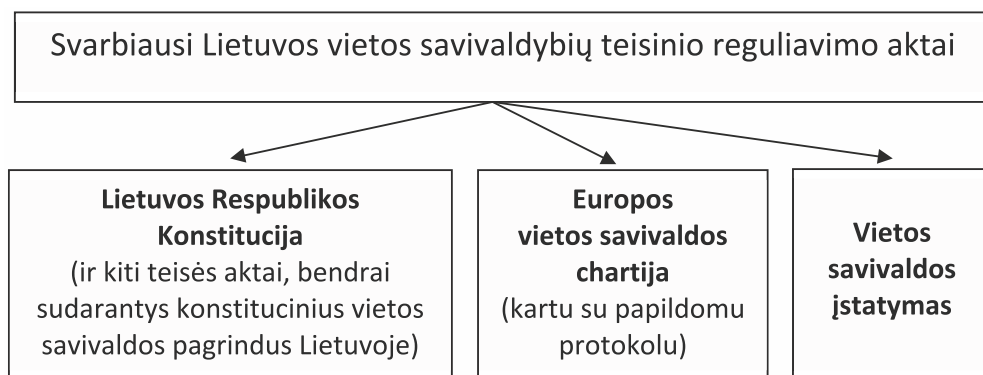 Svarbiausi Lietuvos vietos savivaldybių teisinio reguliavimo aktai
Lietuvos Respublikos
Konstitucija
(ir kiti teisės aktai, bendrai
sudarantys konstitucinius vietos
savivaldos pagrindus Lietuvoje)
Europos
vietos savivaldos
chartija
(kartu su papildomu
protokolu)
Vietos
savivaldos
įstatymas